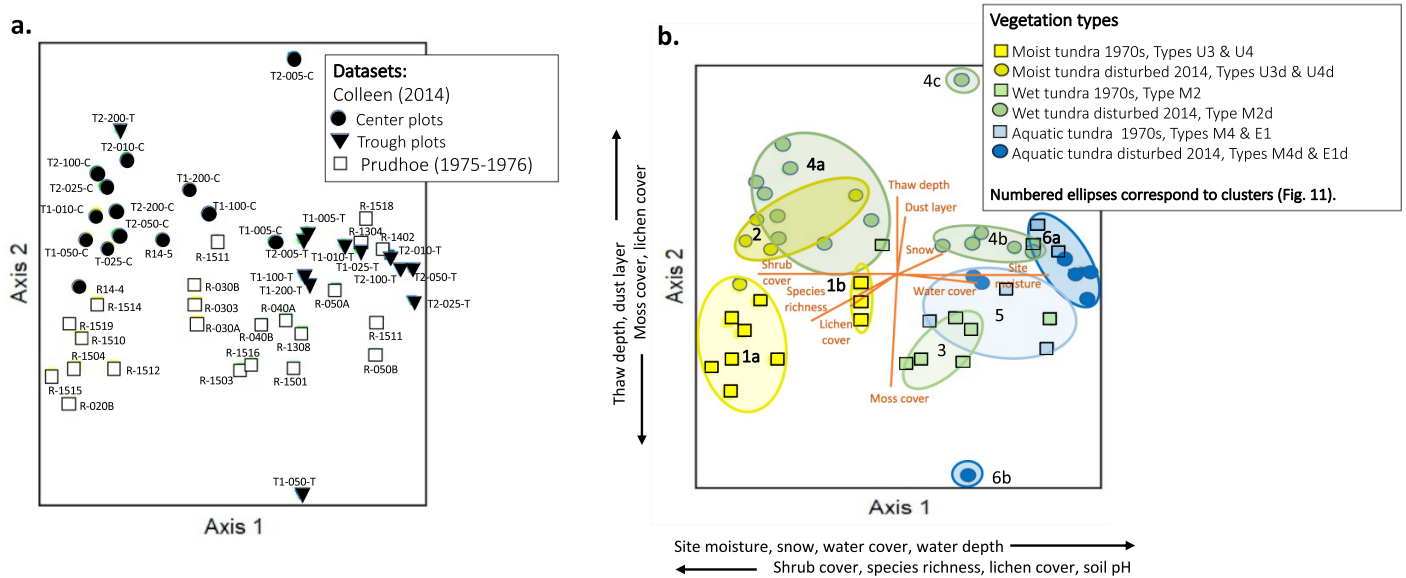 a.
T2-005-C
Datasets:
Colleen (2014)
Center plots
Trough plots
Prudhoe (1975-1976)
T2-200-T
T2-010-C
T2-100-C
T2-025-C
T1-200-C
T1-010-C
T2-200-C
T1-100-C
T2-050-C
T1-050-C
T-025-C
R14-5
R-1511
T1-005-C
T1-005-T
R-1518
R-1304
R-1402
T2-005-T
T1-010-T
T2-010-T
T1-025-T
T2-050-T
T1-100-T
T2-100-T
T1-200-T
T2-025-T
R14-4
R-030B
R-050A
R-1514
R-0303
R-040A
R-1519
R-030A
R-040B
R-1510
R-1308
R-1511
R-1504
R-1512
R-1516
R-1503
R-1501
R-050B
R-1515
R-020B
T1-050-T
Axis 2
Axis 1
b.
Vegetation types
Moist tundra 1970s, Types U3 & U4
Moist tundra disturbed 2014, Types U3d & U4d
Wet tundra 1970s, Type M2
Wet tundra disturbed 2014, Type M2d
Aquatic tundra 1970s, Types M4 & E1
Aquatic tundra disturbed 2014, Types M4d & E1d
Numbered ellipses correspond to clusters (Fig. 11).
4c
4a
Thaw depth
Dust layer
2
Snow
4b
6a
Shrub
cover
Site
moisture
Species
richness
1b
Water cover
Lichen
cover
5
1a
3
Moss cover
6b
Thaw depth, dust layer
Moss cover, lichen cover
Axis 2
Axis 1
Site moisture, snow, water cover, water depth
Shrub cover, species richness, lichen cover, soil pH